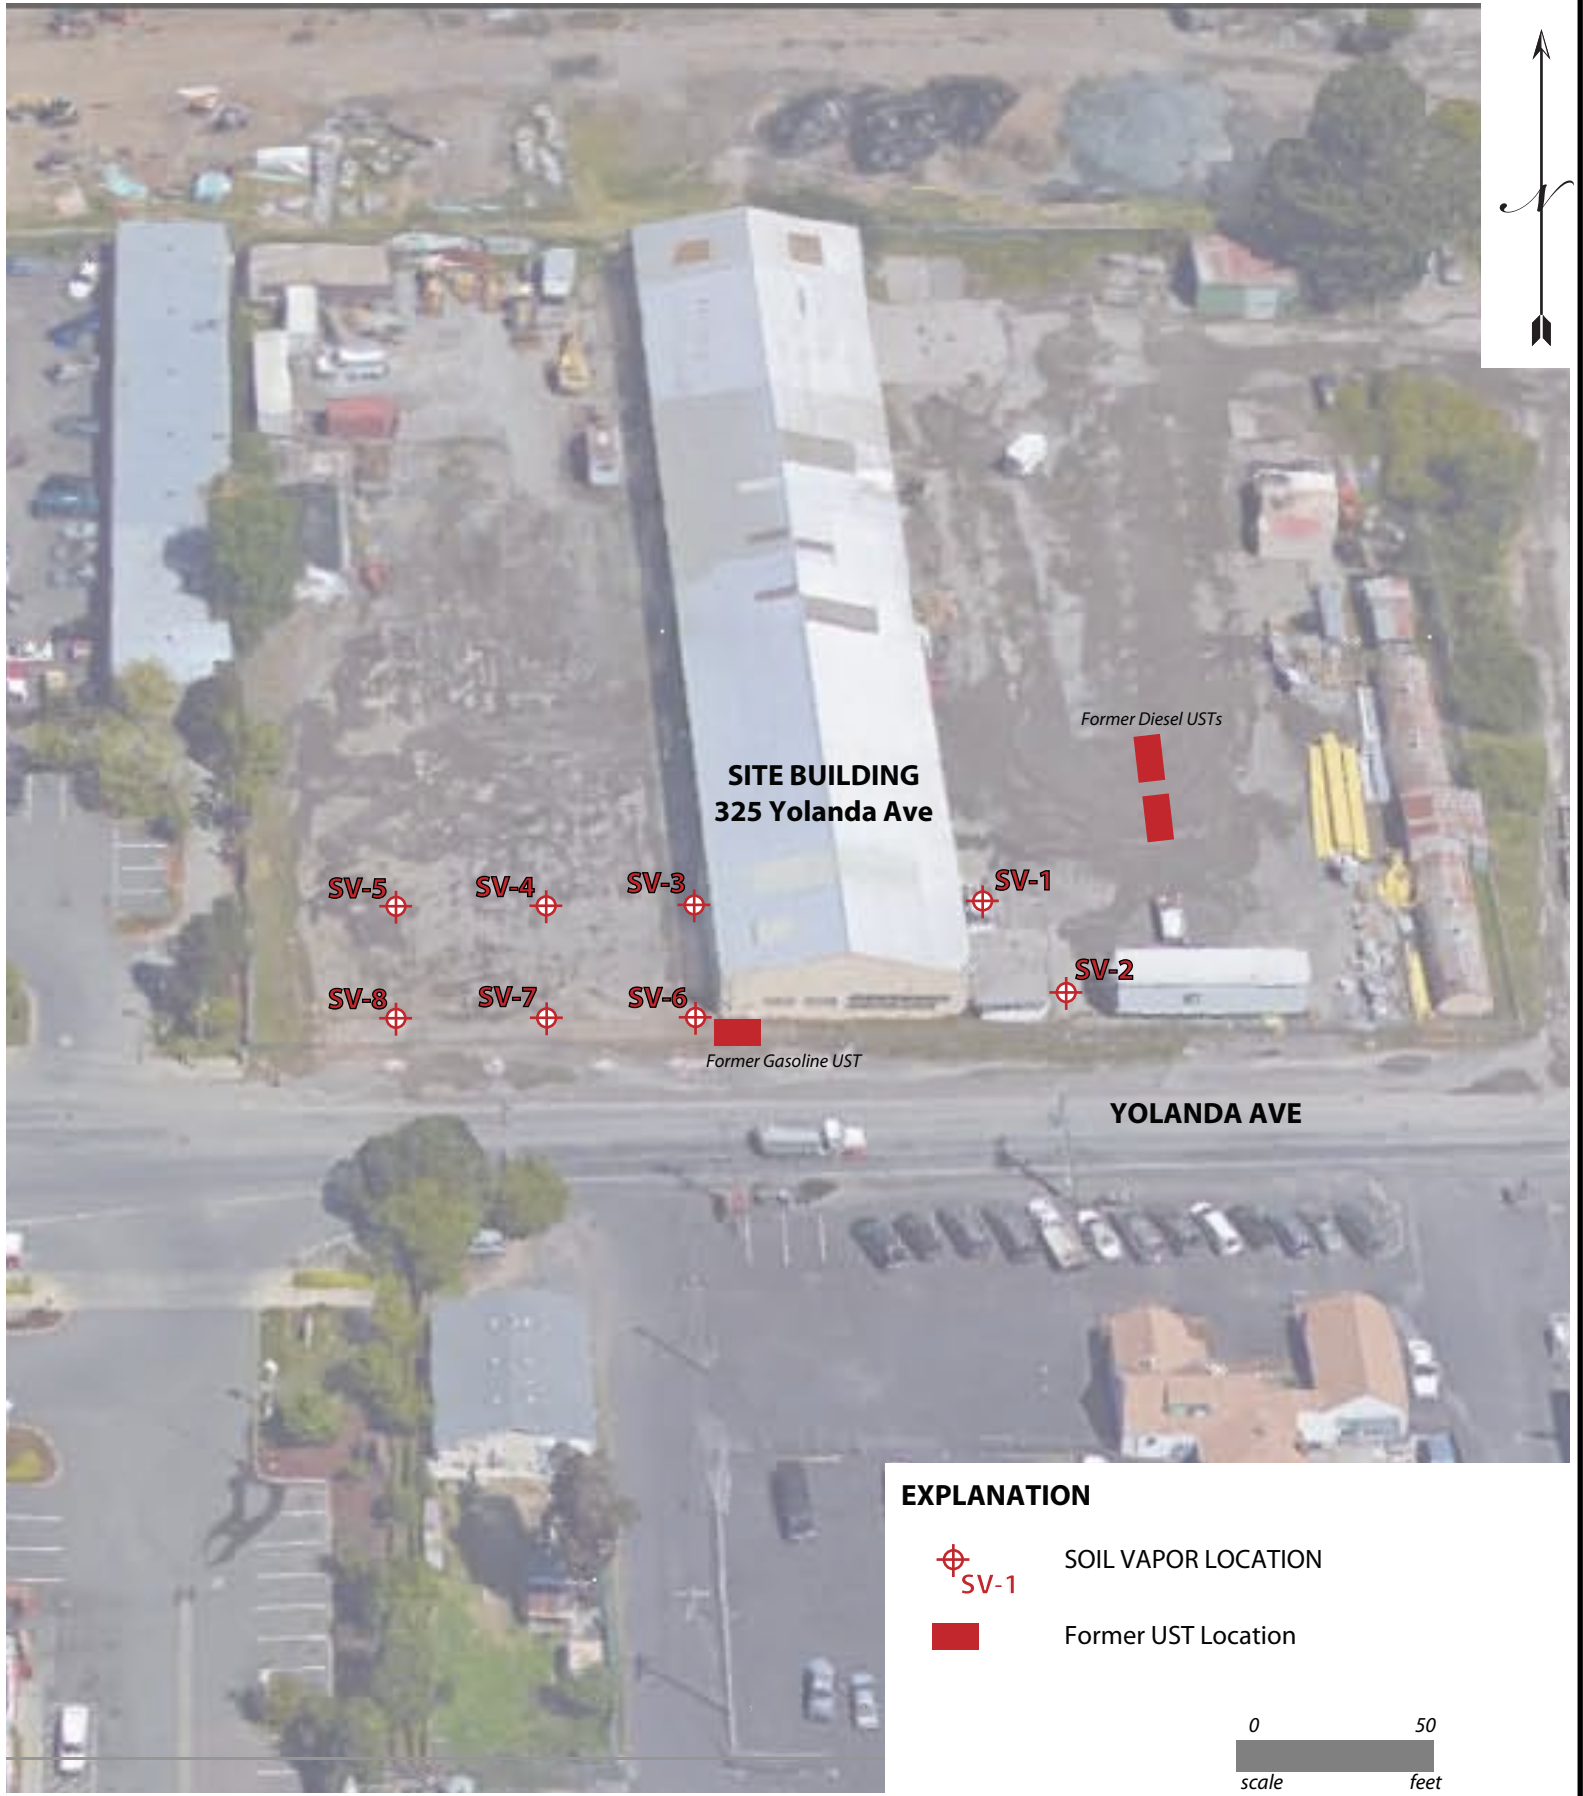 N
Former Diesel USTs
SITE BUILDING
325 Yolanda Ave
SV-5
SV-4
SV-3
SV-1
SV-2
SV-8
SV-7
SV-6
Former Gasoline UST
YOLANDA AVE
EXPLANATION
SV-1
SOIL VAPOR LOCATION
Former UST Location
0 50
scale feet